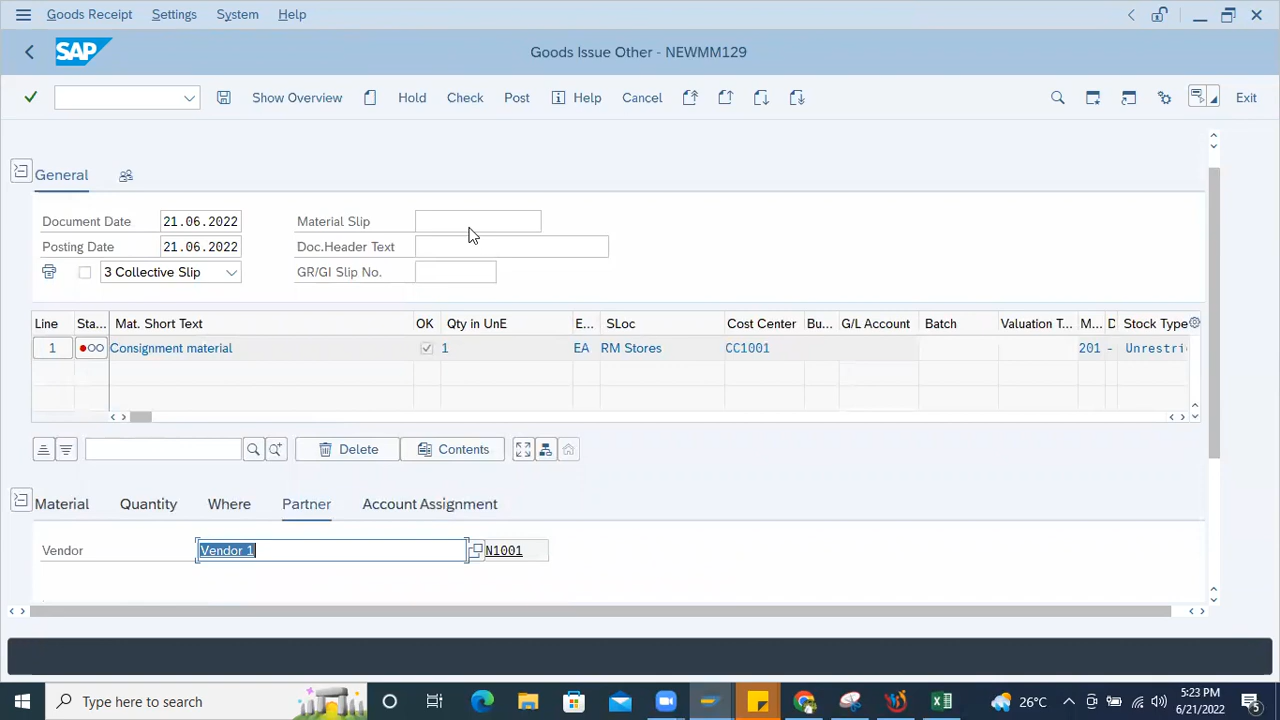 Goods Receipt Settings System Help
SAP Goods Issue Other - NEWMM129
Show Overview Hold Check Post Help Cancel Exit
General
Document Date 21.06.2022 Material Slip
Posting Date 21.06.2022 Doc.Header Text
3 Collective Slip GR/GI Slip No.
Line Sta... Mat. Short Text OK Qty in UnE E... SLoc Cost Center Bu... G/L Account Batch Valuation T... M... D Stock Type
1 Consignment material 1 EA RM Stores CC1001 201 - Unrestri
Delete Contents
Material Quantity Where Partner Account Assignment
Vendor Vendor 1 N1001
Type here to search 26°C 5:23 PM
6/21/2022 5